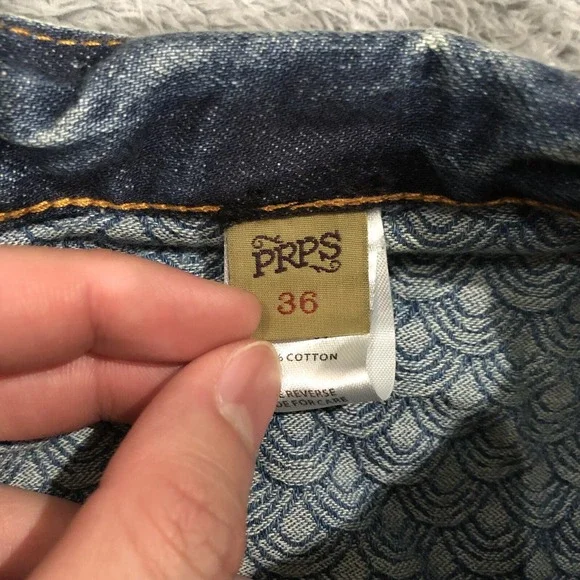 PRPS
36
% COTTON
REVERSE
FOR CARE